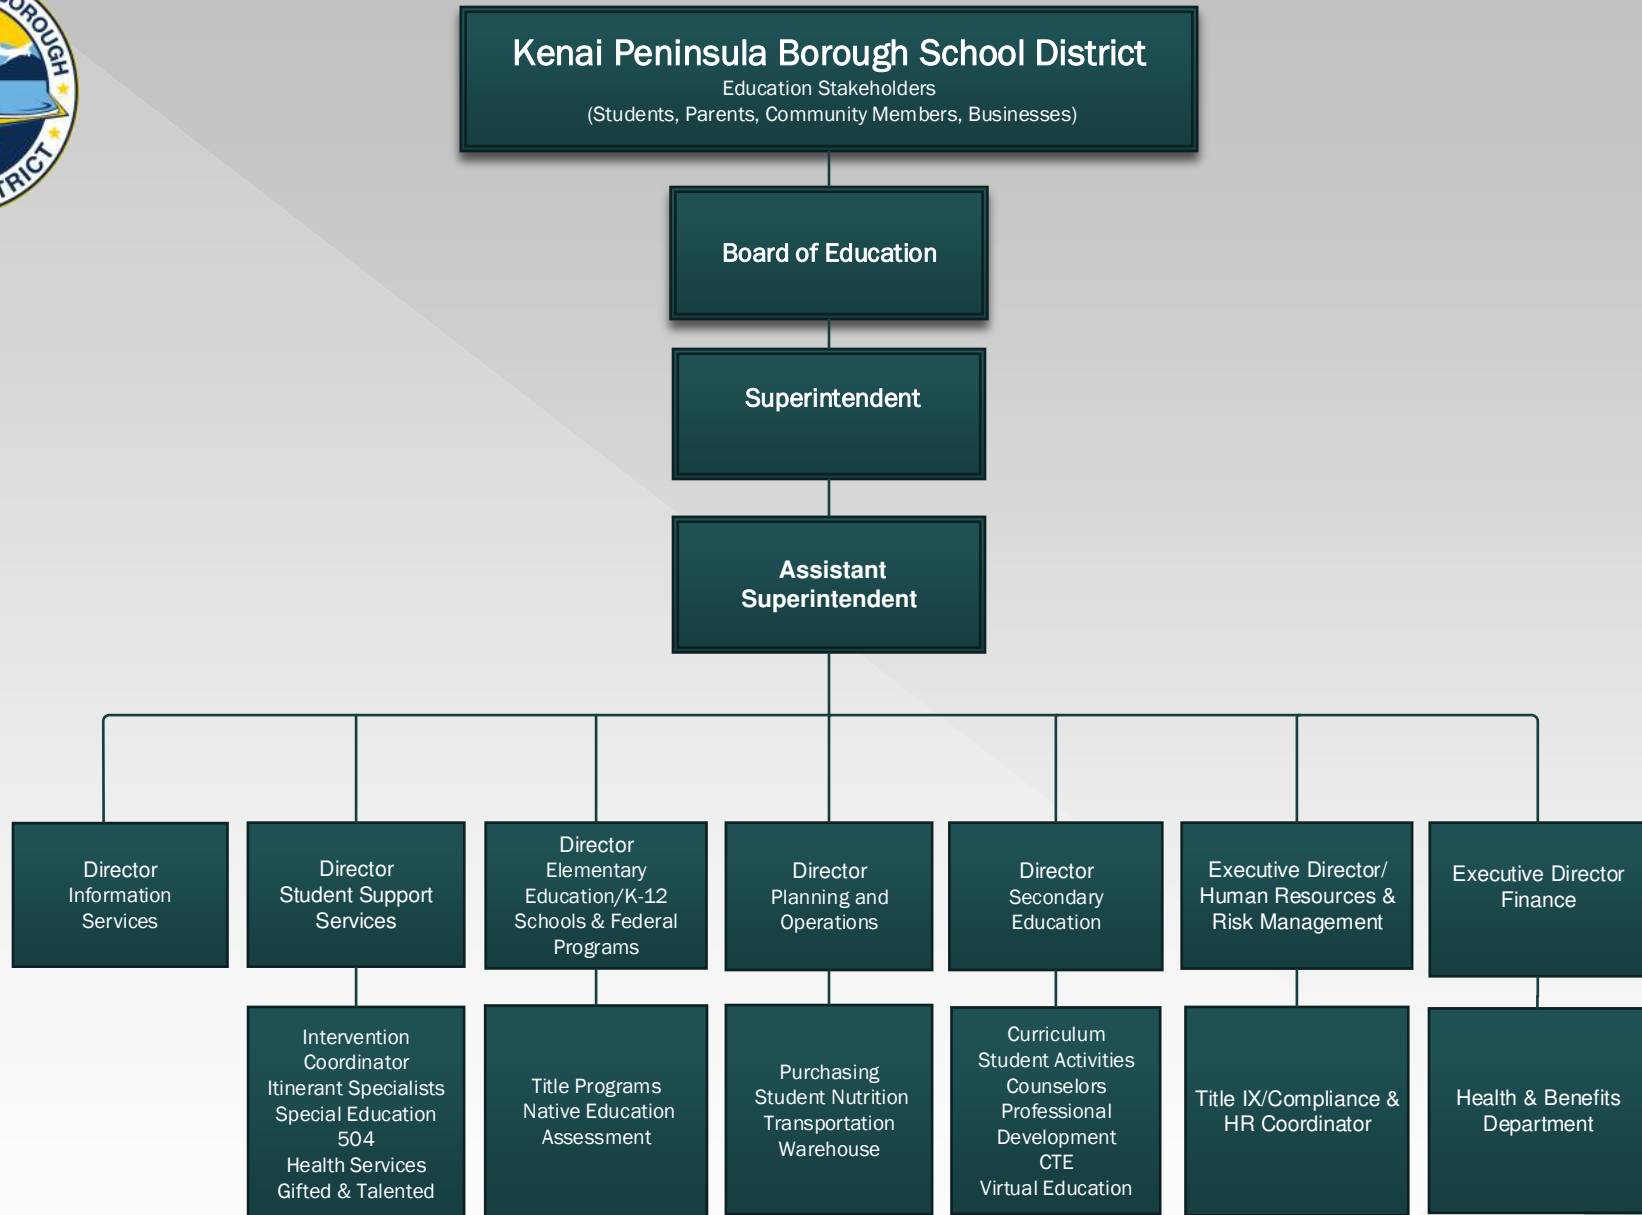 OROUGH
TRICT
Kenai Peninsula Borough School District
Education Stakeholders
(Students, Parents, Community Members, Businesses)
Board of Education
Superintendent
Assistant
Superintendent
Director
Information
Services
Director
Student Support
Services
Director
Elementary
Education/K-12
Schools & Federal
Programs
Director
Planning and
Operations
Director
Secondary
Education
Executive Director/
Human Resources &
Risk Management
Executive Director
Finance
Intervention
Coordinator
Itinerant Specialists
Special Education
504
Health Services
Gifted & Talented
Title Programs
Native Education
Assessment
Purchasing
Student Nutrition
Transportation
Warehouse
Curriculum
Student Activities
Counselors
Professional
Development
CTE
Virtual Education
Title IX/Compliance &
HR Coordinator
Health & Benefits
Department